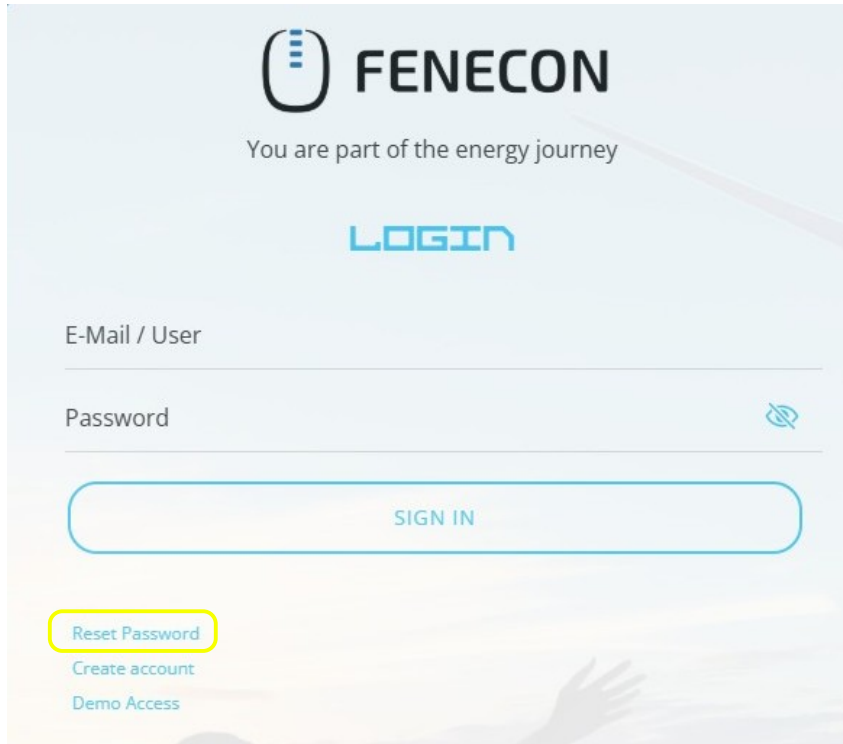 FENECON
You are part of the energy journey
LOGIN
E-Mail / User
Password
SIGN IN
Reset Password
Create account
Demo Access